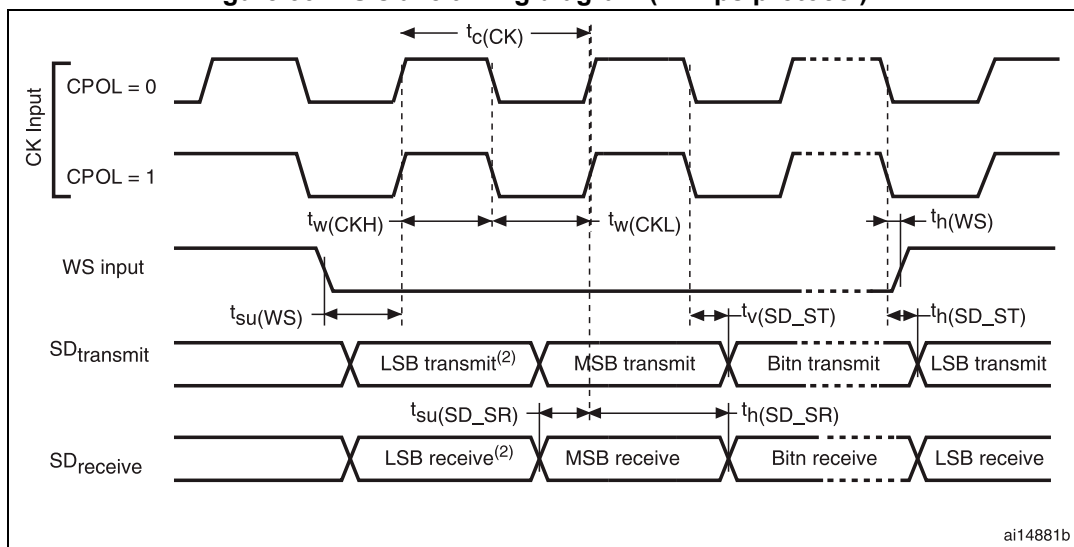 tc(CK)
CK Input
CPOL = 0
CPOL = 1
tw(CKH)
tw(CKL)
th(WS)
WS input
tsu(WS)
tv(SD_ST)
th(SD_ST)
SDtransmit
LSB transmit(2)
MSB transmit
Bitn transmit
LSB transmit
tsu(SD_SR)
th(SD_SR)
SDreceive
LSB receive(2)
MSB receive
Bitn receive
LSB receive
ai14881b